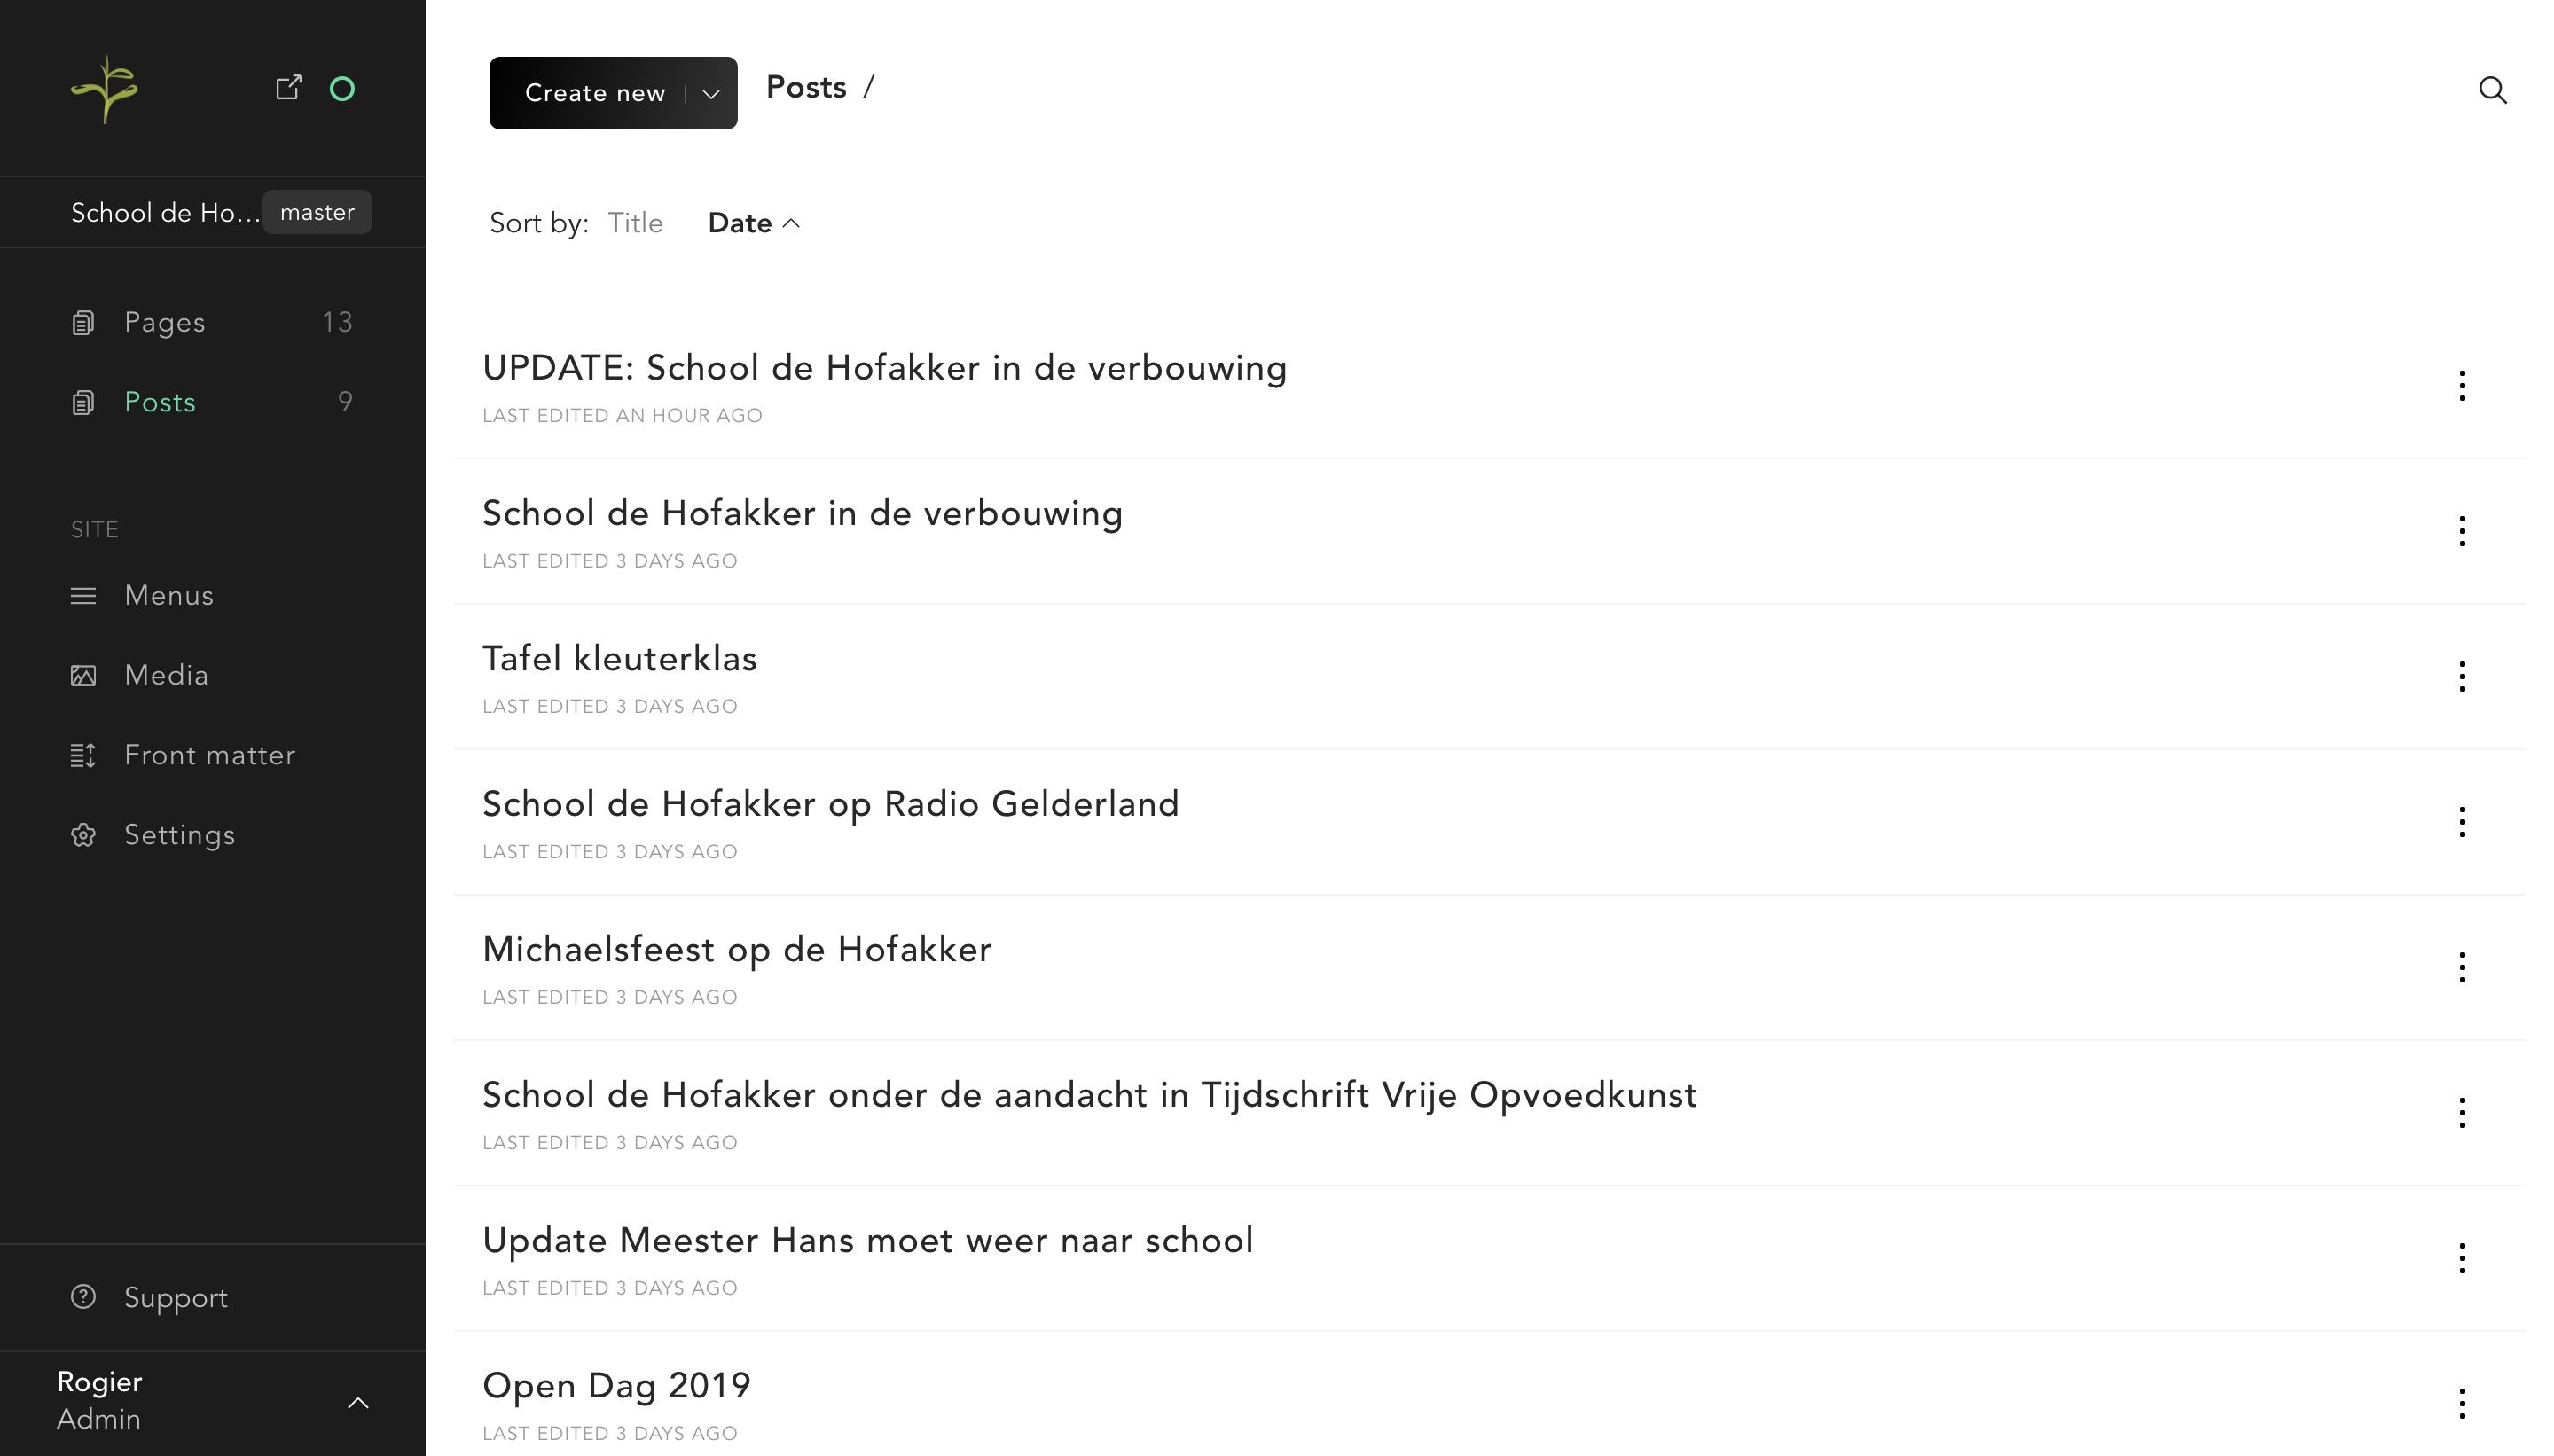 School de Ho... master
Pages 13
Posts 9
SITE
Menus
Media
Front matter
Settings
Support
Rogier
Admin
Create new
Posts /
Sort by: Title Date
UPDATE: School de Hofakker in de verbouwing
LAST EDITED AN HOUR AGO
School de Hofakker in de verbouwing
LAST EDITED 3 DAYS AGO
Tafel kleuterklas
LAST EDITED 3 DAYS AGO
School de Hofakker op Radio Gelderland
LAST EDITED 3 DAYS AGO
Michaelsfeest op de Hofakker
LAST EDITED 3 DAYS AGO
School de Hofakker onder de aandacht in Tijdschrift Vrije Opvoedkunst
LAST EDITED 3 DAYS AGO
Update Meester Hans moet weer naar school
LAST EDITED 3 DAYS AGO
Open Dag 2019
LAST EDITED 3 DAYS AGO